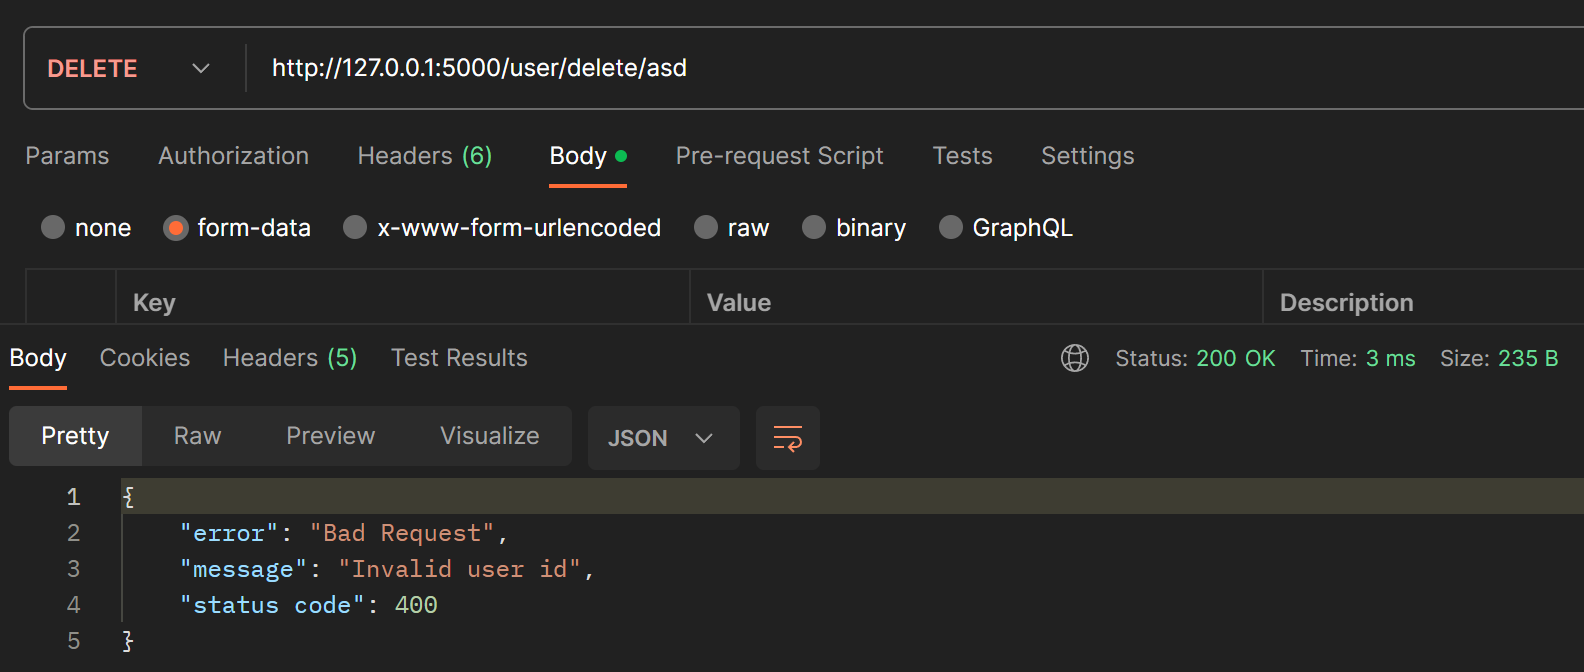 DELETE http://127.0.0.1:5000/user/delete/asd
Params Authorization Headers (6) Body Pre-request Script Tests Settings
none form-data x-www-form-urlencoded raw binary GraphQL
Key Value Description
Body Cookies Headers (5) Test Results Status: 200 OK Time: 3 ms Size: 235 B
Pretty Raw Preview Visualize JSON
1 {
2 "error": "Bad Request",
3 "message": "Invalid user id",
4 "status code": 400
5 }